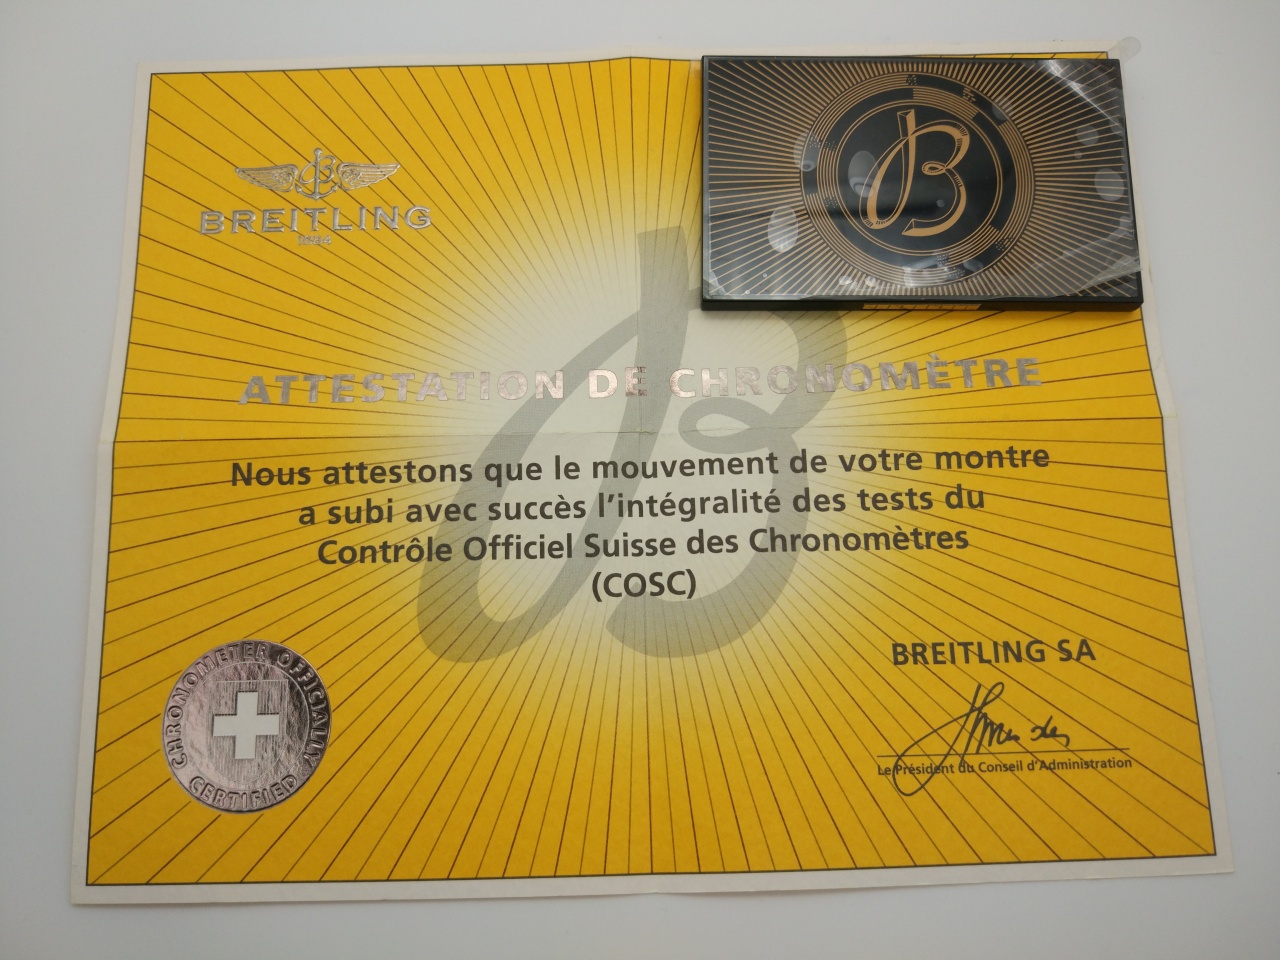 BREITLING
1884
B
ATTESTATION DE CHRONOMÈTRE
Nous attestons que le mouvement de votre montre
a subi avec succès l'intégralité des tests du
Contrôle Officiel Suisse des Chronomètres
(COSC)
BREITLING SA
Le Président du Conseil d'Administration
CHRONOMETER OFFICIALLY
CERTIFIED